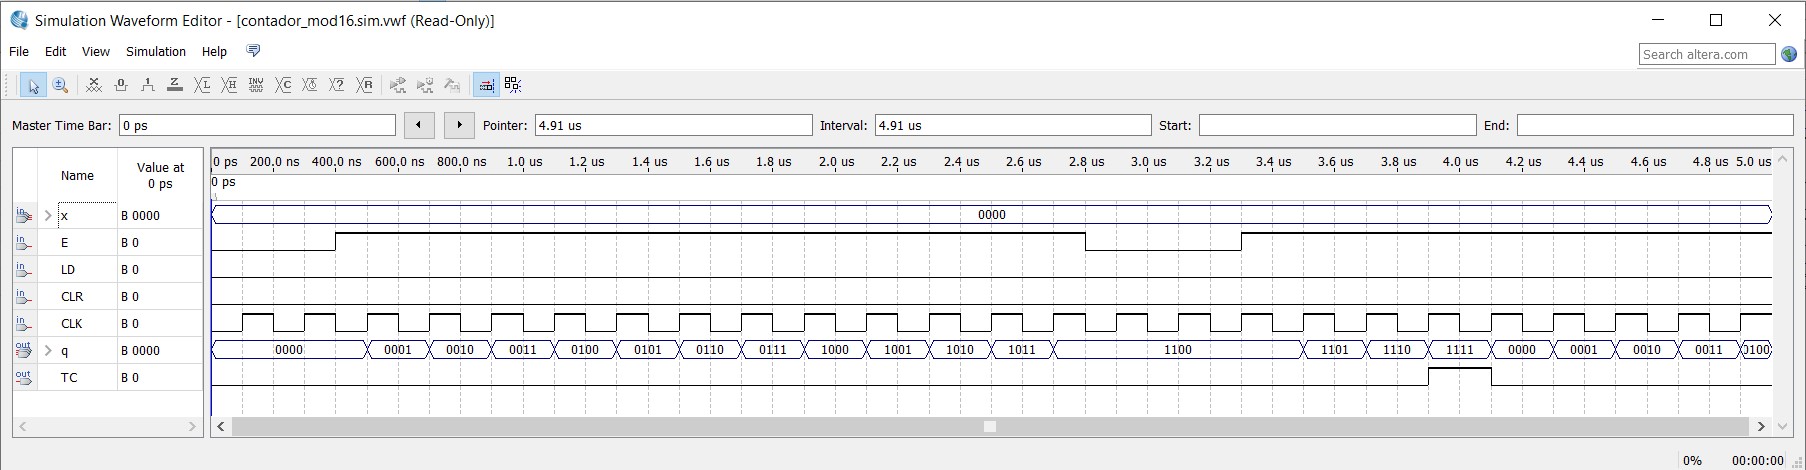 Simulation Waveform Editor - [contador_mod16.sim.vwf (Read-Only)]
File Edit View Simulation Help
Search altera.com
Master Time Bar: 0 ps Pointer: 4.91 us Interval: 4.91 us Start: End:
Name Value at 0 ps
0 ps 200.0 ns 400.0 ns 600.0 ns 800.0 ns 1.0 us 1.2 us 1.4 us 1.6 us 1.8 us 2.0 us 2.2 us 2.4 us 2.6 us 2.8 us 3.0 us 3.2 us 3.4 us 3.6 us 3.8 us 4.0 us 4.2 us 4.4 us 4.6 us 4.8 us 5.0 us
0 ps
in x B 0000 0000
in E B 0
in LD B 0
in CLR B 0
in CLK B 0
out q B 0000 0000 0001 0010 0011 0100 0101 0110 0111 1000 1001 1010 1011 1100 1101 1110 1111 0000 0001 0010 0011 0100
out TC B 0
0% 00:00:00